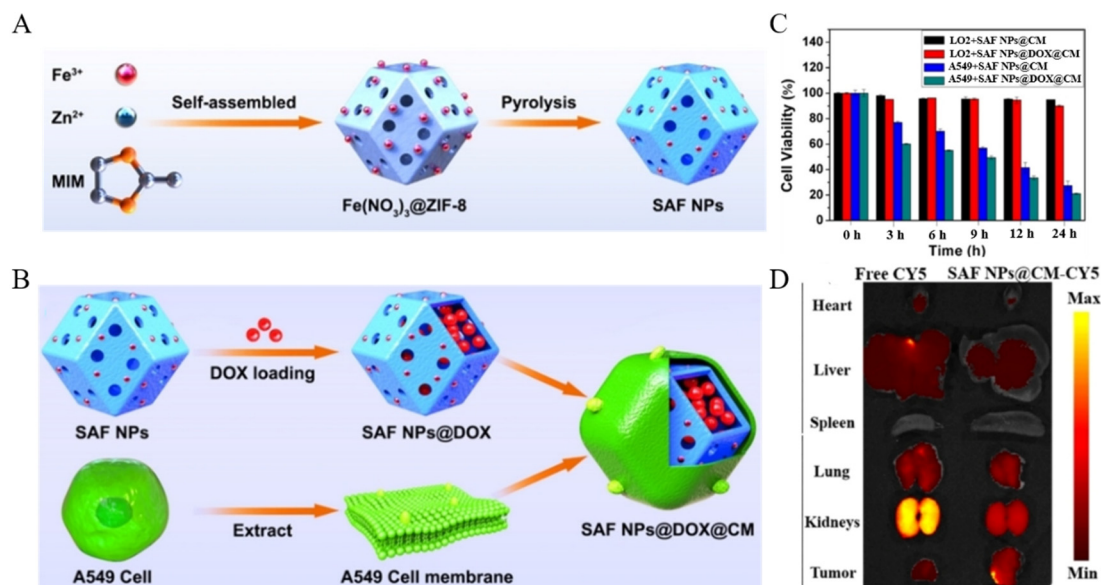 A
Fe³⁺
Zn²⁺
MIM
Self-assembled
Fe(NO₃)₃@ZIF-8
Pyrolysis
SAF NPs
B
SAF NPs
DOX loading
SAF NPs@DOX
A549 Cell
Extract
A549 Cell membrane
SAF NPs@DOX@CM
C
LO2+SAF NPs@CM
LO2+SAF NPs@DOX@CM
A549+SAF NPs@CM
A549+SAF NPs@DOX@CM
Cell Viability (%)
140
120
100
80
60
40
20
0
0 h 3 h 6 h 9 h 12 h 24 h
Time (h)
D
Free CY5 SAF NPs@CM-CY5
Heart
Liver
Spleen
Lung
Kidneys
Tumor
Max
Min